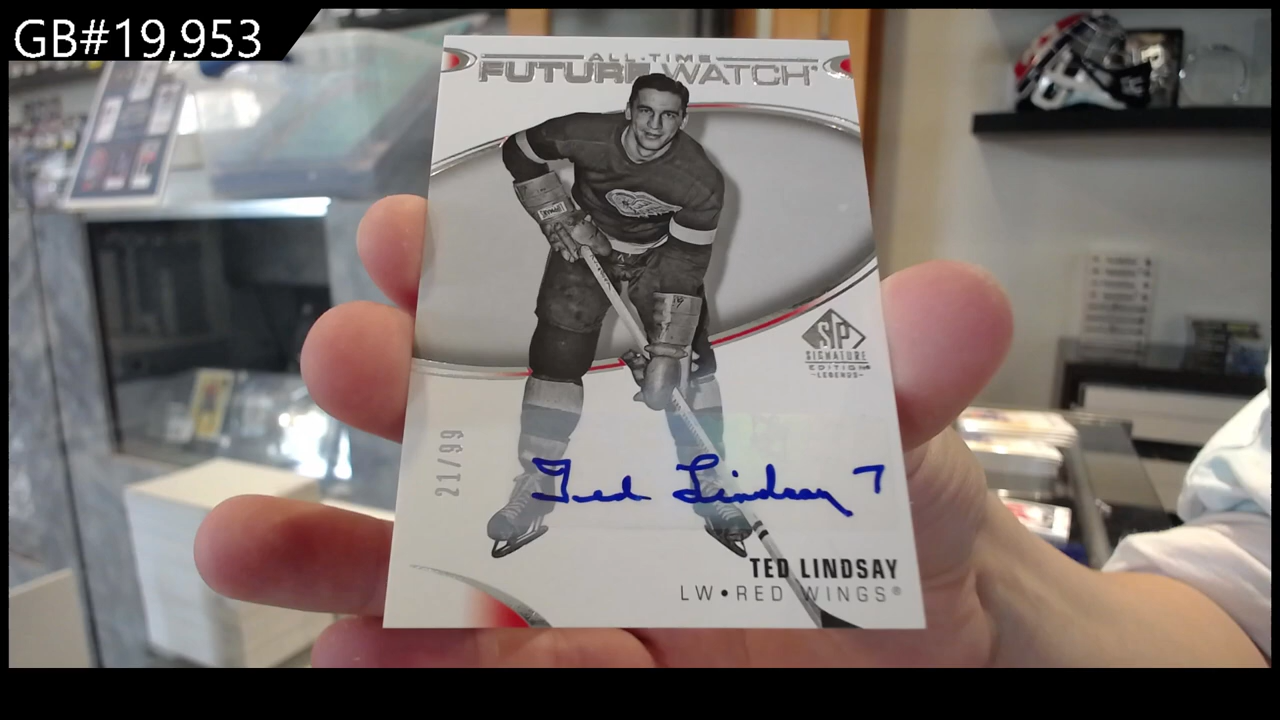 GB#19,953
ALL-TIME
FUTURE WATCH
SP
SIGNATURE
EDITION
-LEGENDS-
21/99
Ted Lindsay 7
TED LINDSAY
LW•RED WINGS®